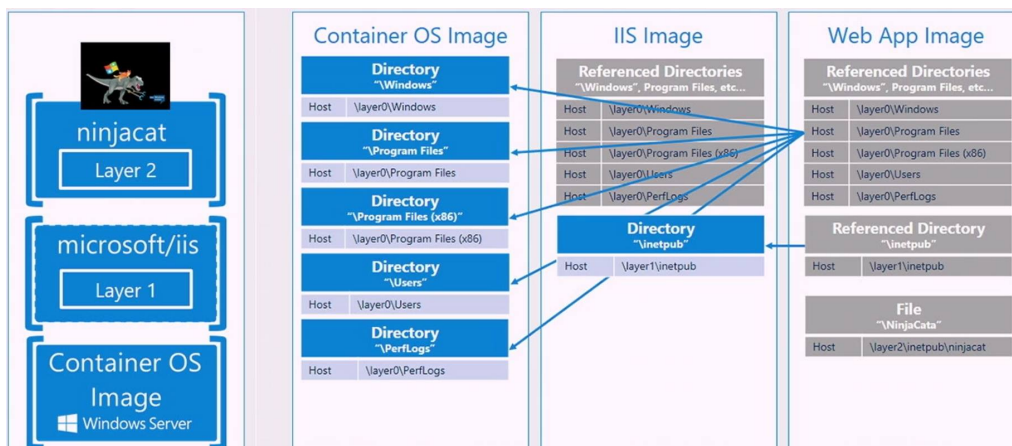 ninjacat
Layer 2
microsoft/iis
Layer 1
Container OS
Image
Windows Server
Container OS Image
Directory
"\Windows"
Host \layer0\Windows
Directory
"\Program Files"
Host \layer0\Program Files
Directory
"\Program Files (x86)"
Host \layer0\Program Files (x86)
Directory
"\Users"
Host \layer0\Users
Directory
"\PerfLogs"
Host \layer0\PerfLogs
IIS Image
Referenced Directories
"\Windows", Program Files, etc...
Host \layer0\Windows
Host \layer0\Program Files
Host \layer0\Program Files (x86)
Host \layer0\Users
Host \layer0\PerfLogs
Directory
"\inetpub"
Host \layer1\inetpub
Web App Image
Referenced Directories
"\Windows", Program Files, etc...
Host \layer0\Windows
Host \layer0\Program Files
Host \layer0\Program Files (x86)
Host \layer0\Users
Host \layer0\PerfLogs
Referenced Directory
"\inetpub"
Host \layer1\inetpub
File
"\NinjaCata"
Host \layer2\inetpub\ninjacat